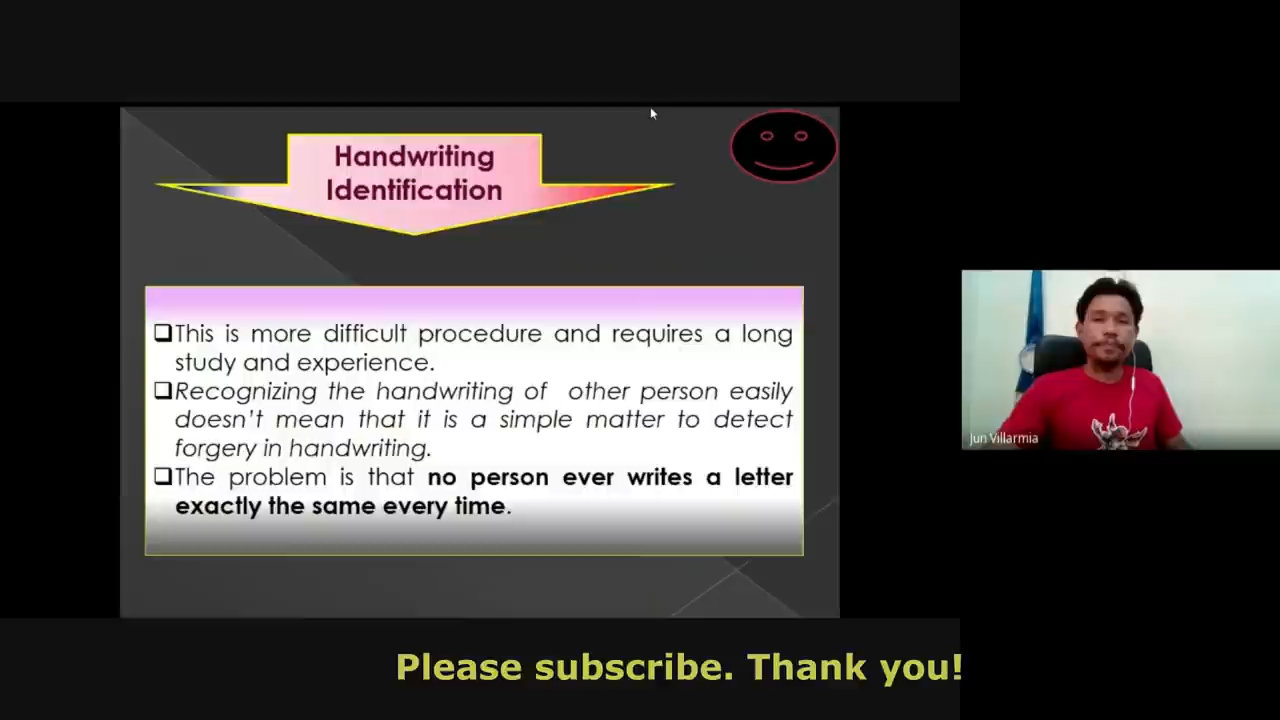 Handwriting
Identification
This is more difficult procedure and requires a long
study and experience.
Recognizing the handwriting of other person easily
doesn't mean that it is a simple matter to detect
forgery in handwriting.
The problem is that no person ever writes a letter
exactly the same every time.
Jun Villarmia
Please subscribe. Thank you!